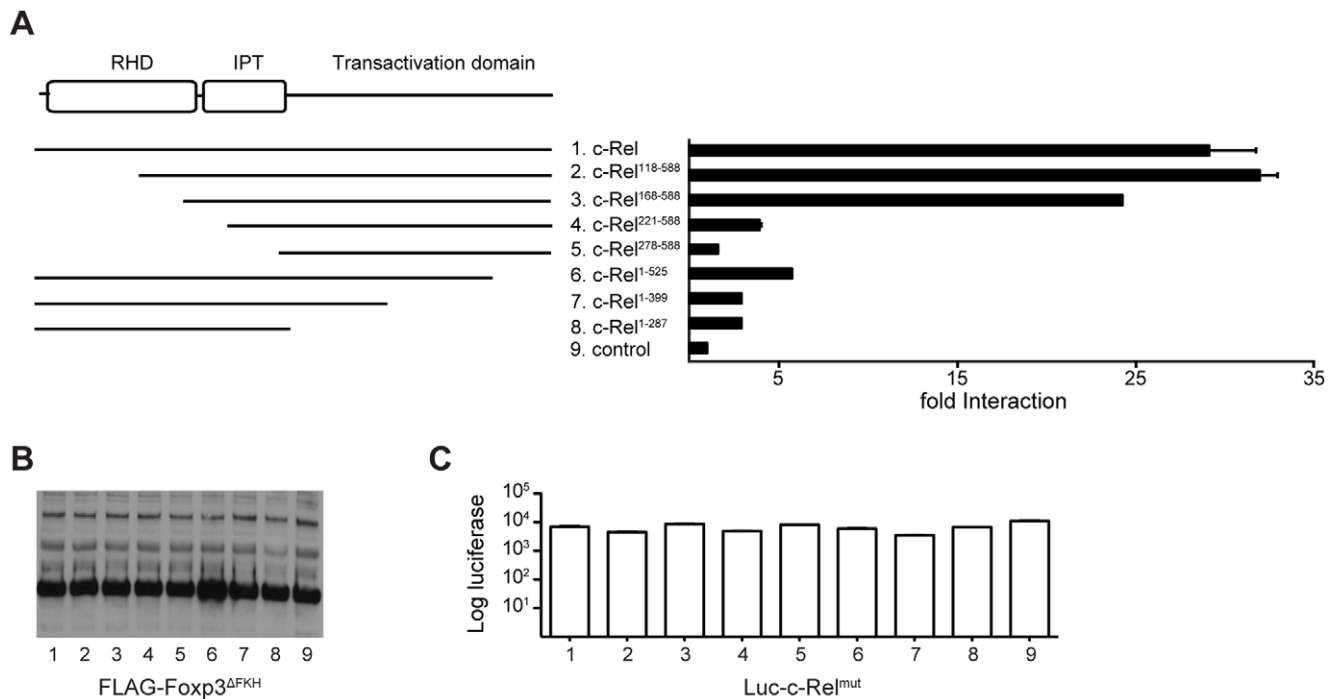 A
RHD IPT Transactivation domain
1. c-Rel
2. c-Rel¹¹⁸⁻⁵⁸⁸
3. c-Rel¹⁶⁸⁻⁵⁸⁸
4. c-Rel²²¹⁻⁵⁸⁸
5. c-Rel²⁷⁸⁻⁵⁸⁸
6. c-Rel¹⁻⁵²⁵
7. c-Rel¹⁻³⁹⁹
8. c-Rel¹⁻²⁸⁷
9. control
5 15 25 35
fold Interaction
B
1 2 3 4 5 6 7 8 9
FLAG-Foxp3ΔFKH
C
Log luciferase
10⁵
10⁴
10³
10²
10¹
1 2 3 4 5 6 7 8 9
Luc-c-Relmut